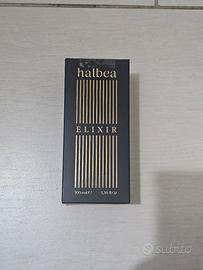 halbea
ELIXIR
100 ml e 3,38 fl Oz
subito